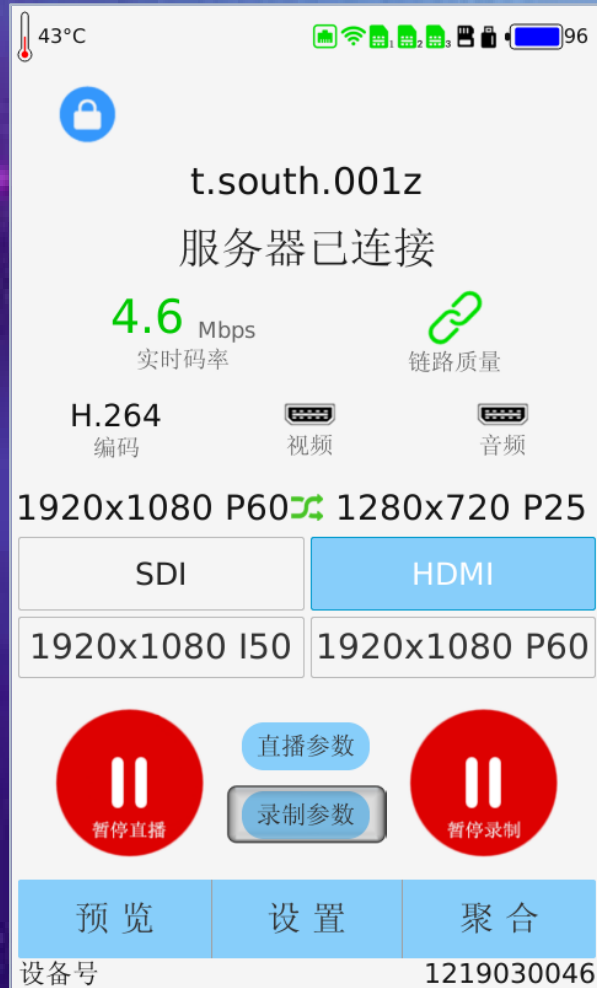 43°C 1 2 3 96
t.south.001z
服务器已连接
4.6 Mbps
实时码率 链路质量
H.264
编码 视频 音频
1920x1080 P60 1280x720 P25
SDI HDMI
1920x1080 I50 1920x1080 P60
直播参数
暂停直播 录制参数 暂停录制
预览 设置 聚合
设备号 1219030046